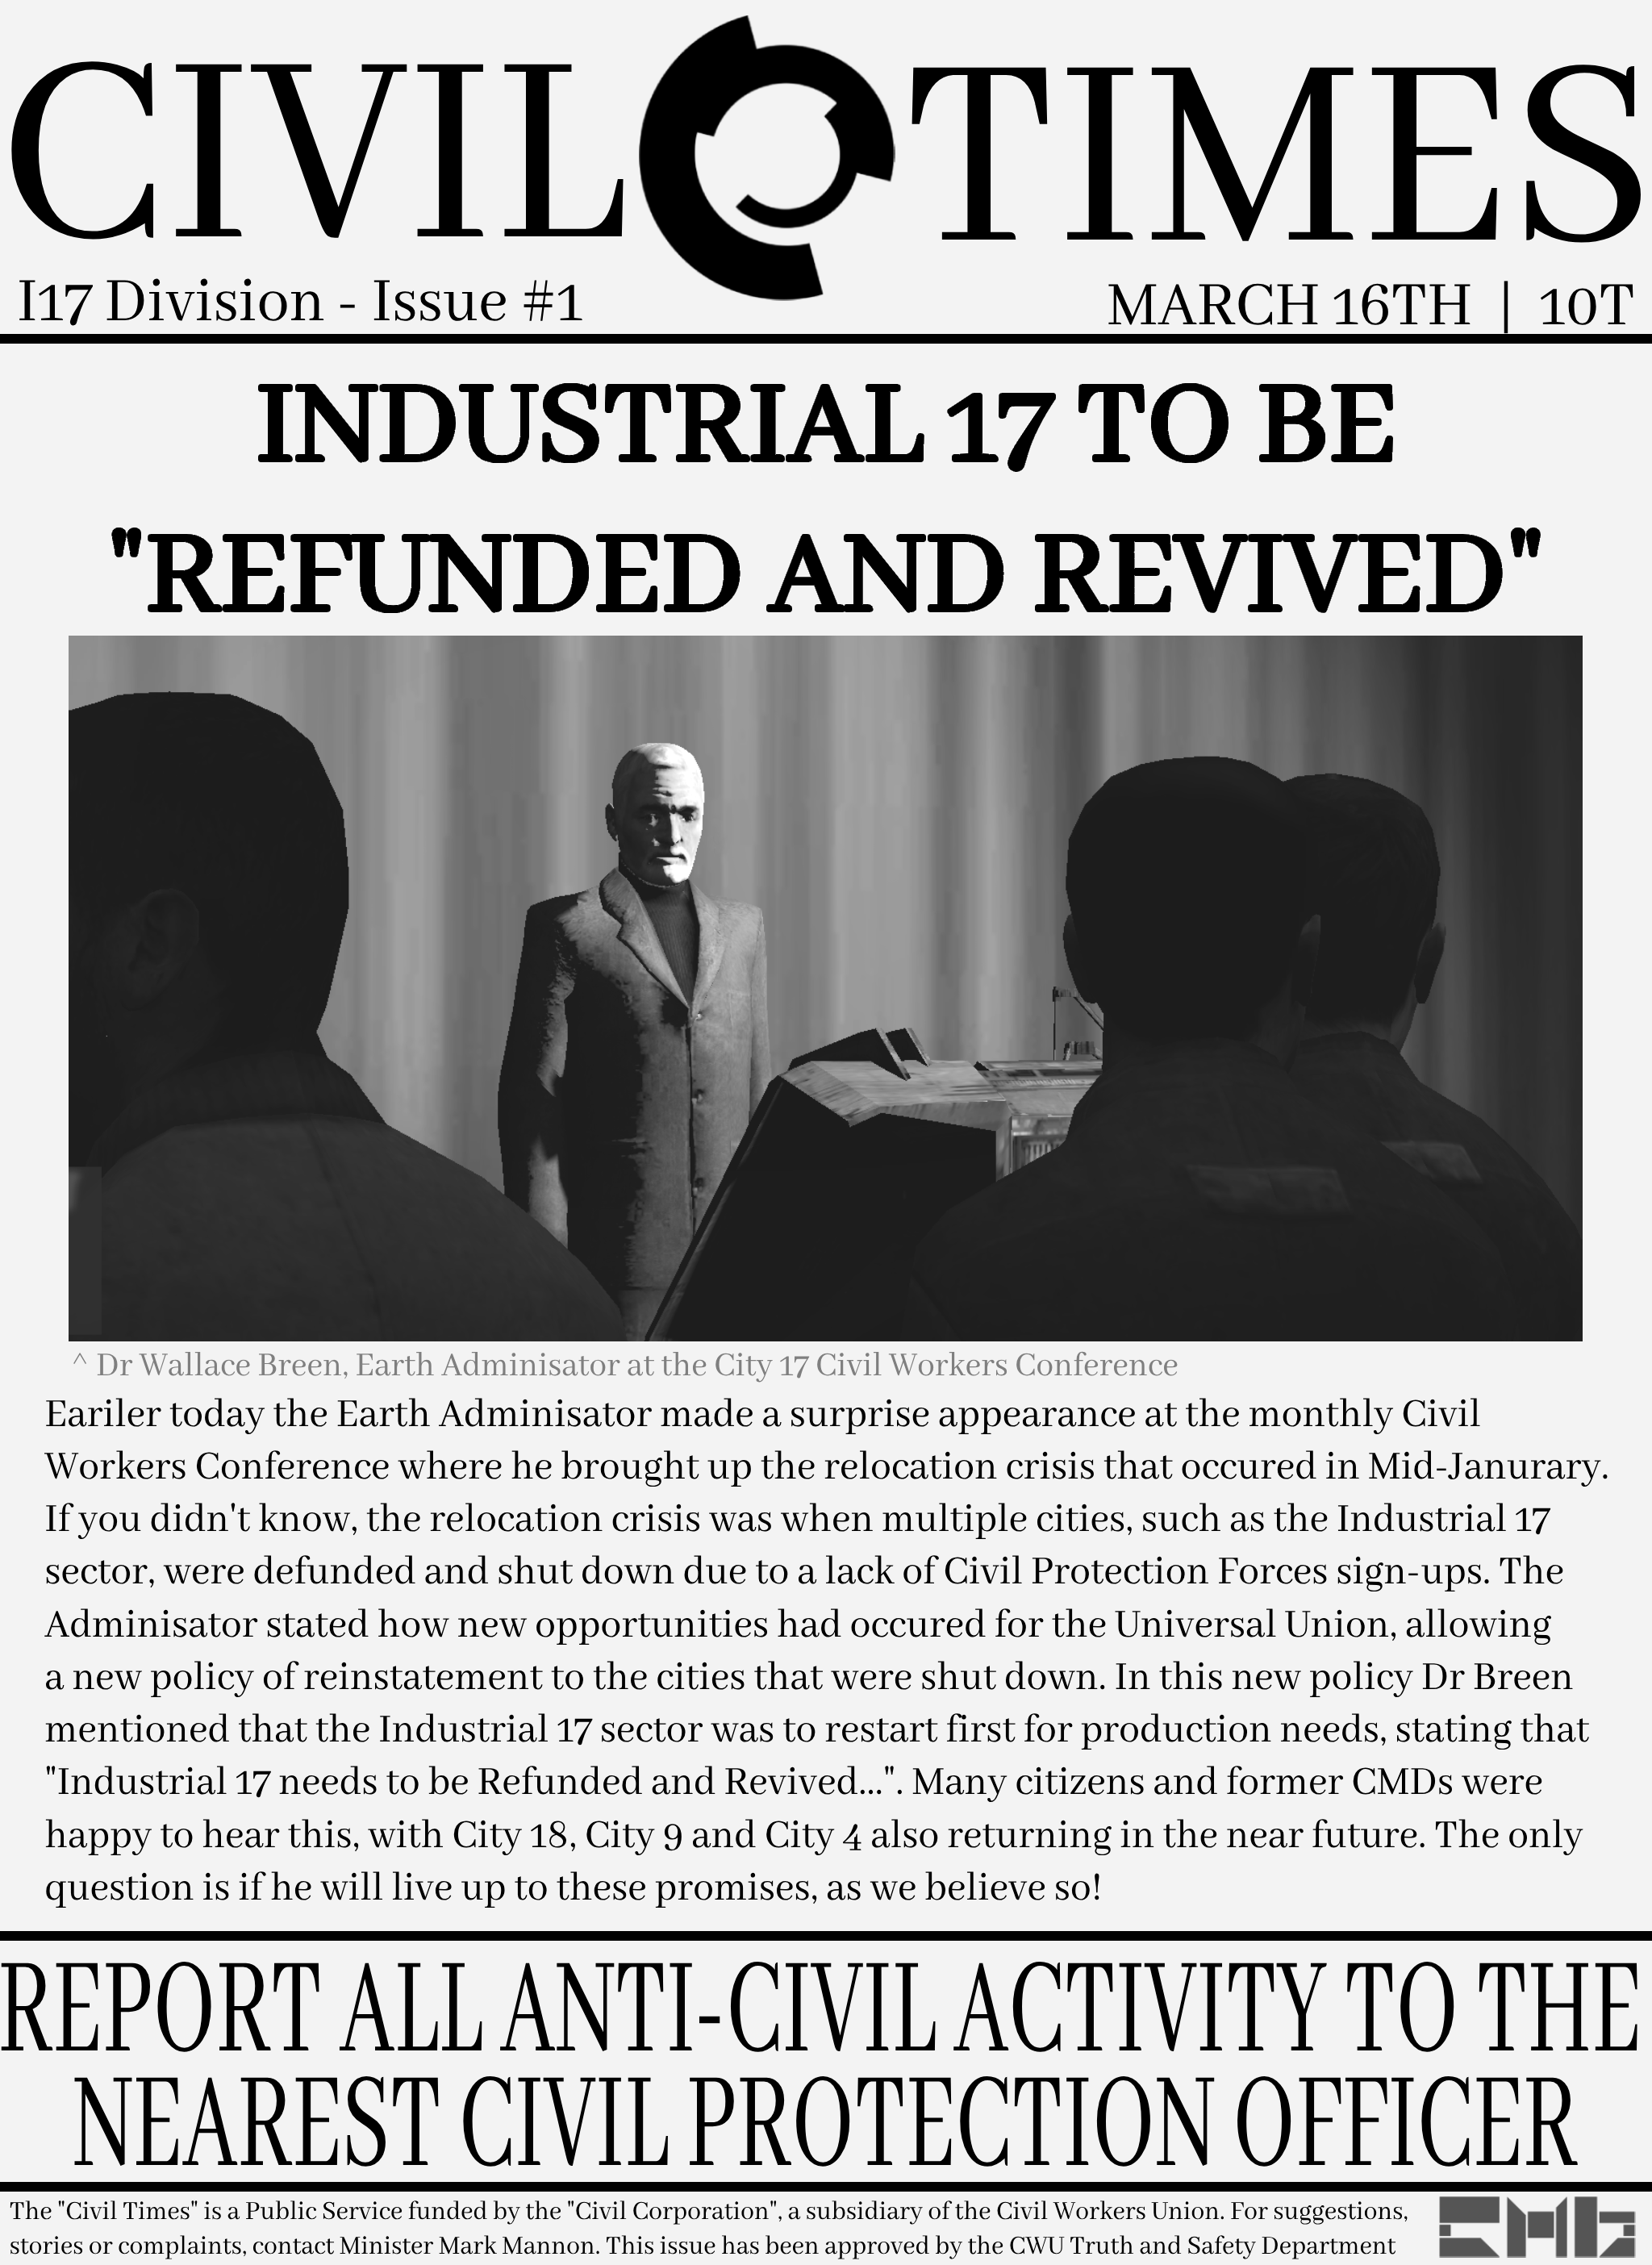 CIVIL TIMES
I17 Division - Issue #1
MARCH 16TH | 10T
INDUSTRIAL 17 TO BE
"REFUNDED AND REVIVED"
^ Dr Wallace Breen, Earth Adminisator at the City 17 Civil Workers Conference
Eariler today the Earth Adminisator made a surprise appearance at the monthly Civil
Workers Conference where he brought up the relocation crisis that occured in Mid-Janurary.
If you didn't know, the relocation crisis was when multiple cities, such as the Industrial 17
sector, were defunded and shut down due to a lack of Civil Protection Forces sign-ups. The
Adminisator stated how new opportunities had occured for the Universal Union, allowing
a new policy of reinstatement to the cities that were shut down. In this new policy Dr Breen
mentioned that the Industrial 17 sector was to restart first for production needs, stating that
"Industrial 17 needs to be Refunded and Revived...". Many citizens and former CMDs were
happy to hear this, with City 18, City 9 and City 4 also returning in the near future. The only
question is if he will live up to these promises, as we believe so!
REPORT ALL ANTI-CIVIL ACTIVITY TO THE
NEAREST CIVIL PROTECTION OFFICER
The "Civil Times" is a Public Service funded by the "Civil Corporation", a subsidiary of the Civil Workers Union. For suggestions,
stories or complaints, contact Minister Mark Mannon. This issue has been approved by the CWU Truth and Safety Department